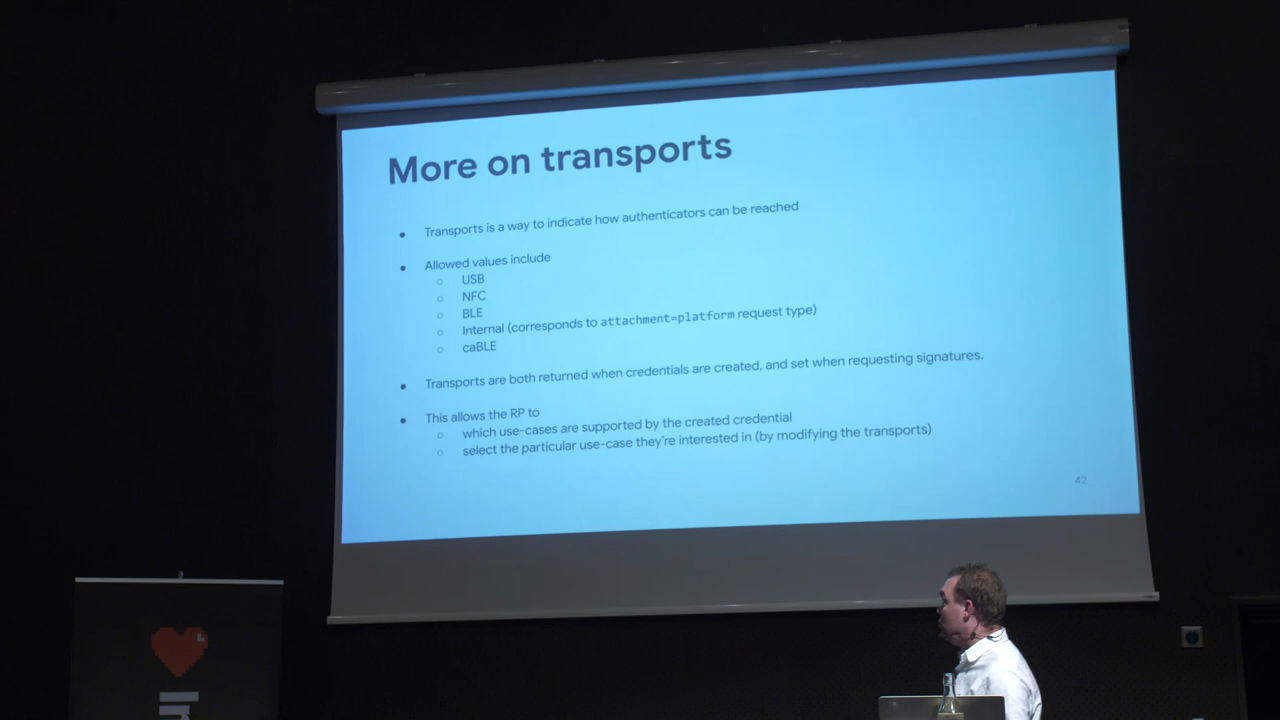 More on transports
● Transports is a way to indicate how authenticators can be reached
● Allowed values include
○ USB
○ NFC
○ BLE
○ Internal (corresponds to attachment=platform request type)
○ caBLE
● Transports are both returned when credentials are created, and set when requesting signatures.
● This allows the RP to
○ which use-cases are supported by the created credential
○ select the particular use-case they're interested in (by modifying the transports)
42